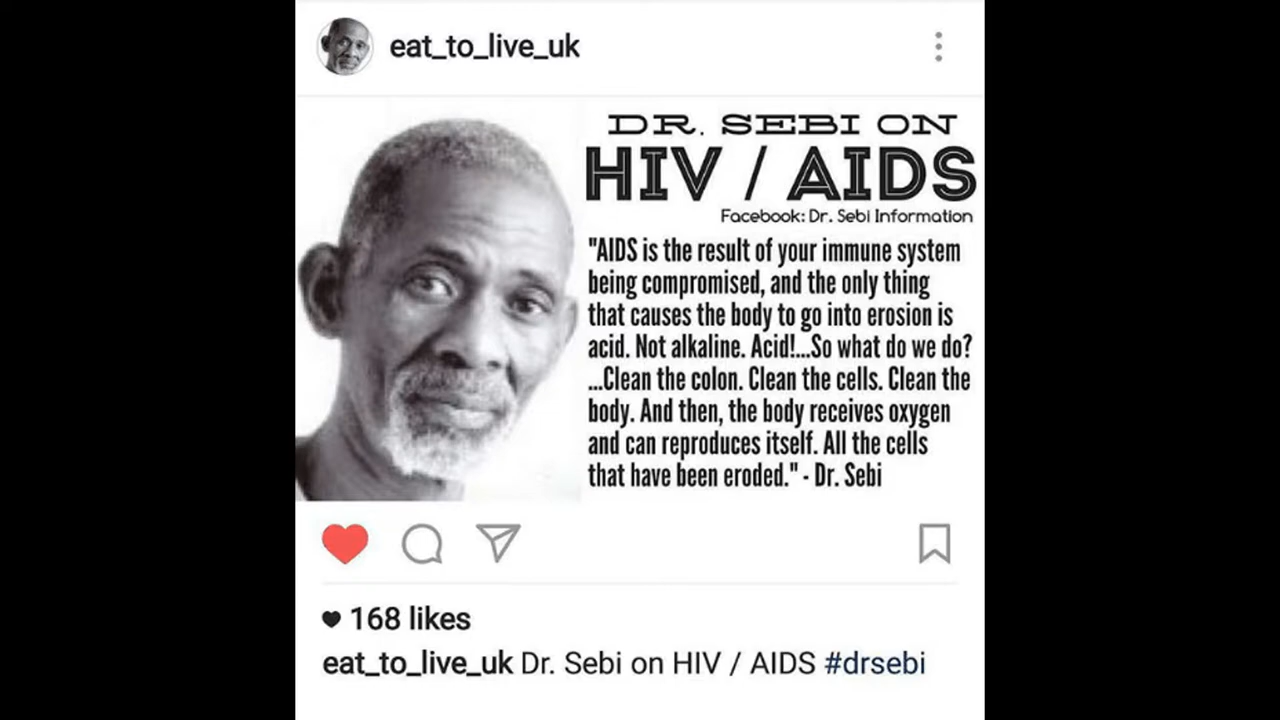 eat_to_live_uk
DR. SEBI ON
HIV / AIDS
Facebook: Dr. Sebi Information
"AIDS is the result of your immune system
being compromised, and the only thing
that causes the body to go into erosion is
acid. Not alkaline. Acid!...So what do we do?
...Clean the colon. Clean the cells. Clean the
body. And then, the body receives oxygen
and can reproduces itself. All the cells
that have been eroded." - Dr. Sebi
168 likes
eat_to_live_uk Dr. Sebi on HIV / AIDS #drsebi